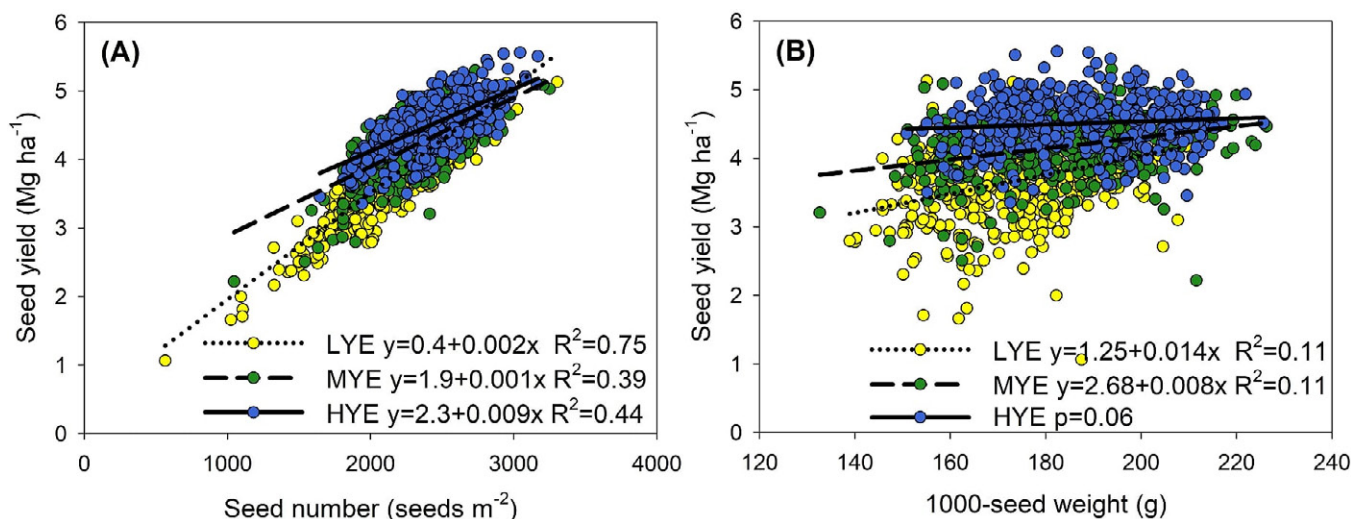 (A)
Seed yield (Mg ha⁻¹)
6
5
4
3
2
1
0
LYE y=0.4+0.002x R²=0.75
MYE y=1.9+0.001x R²=0.39
HYE y=2.3+0.009x R²=0.44
0 1000 2000 3000 4000
Seed number (seeds m⁻²)
(B)
Seed yield (Mg ha⁻¹)
6
5
4
3
2
1
0
LYE y=1.25+0.014x R²=0.11
MYE y=2.68+0.008x R²=0.11
HYE p=0.06
120 140 160 180 200 220 240
1000-seed weight (g)